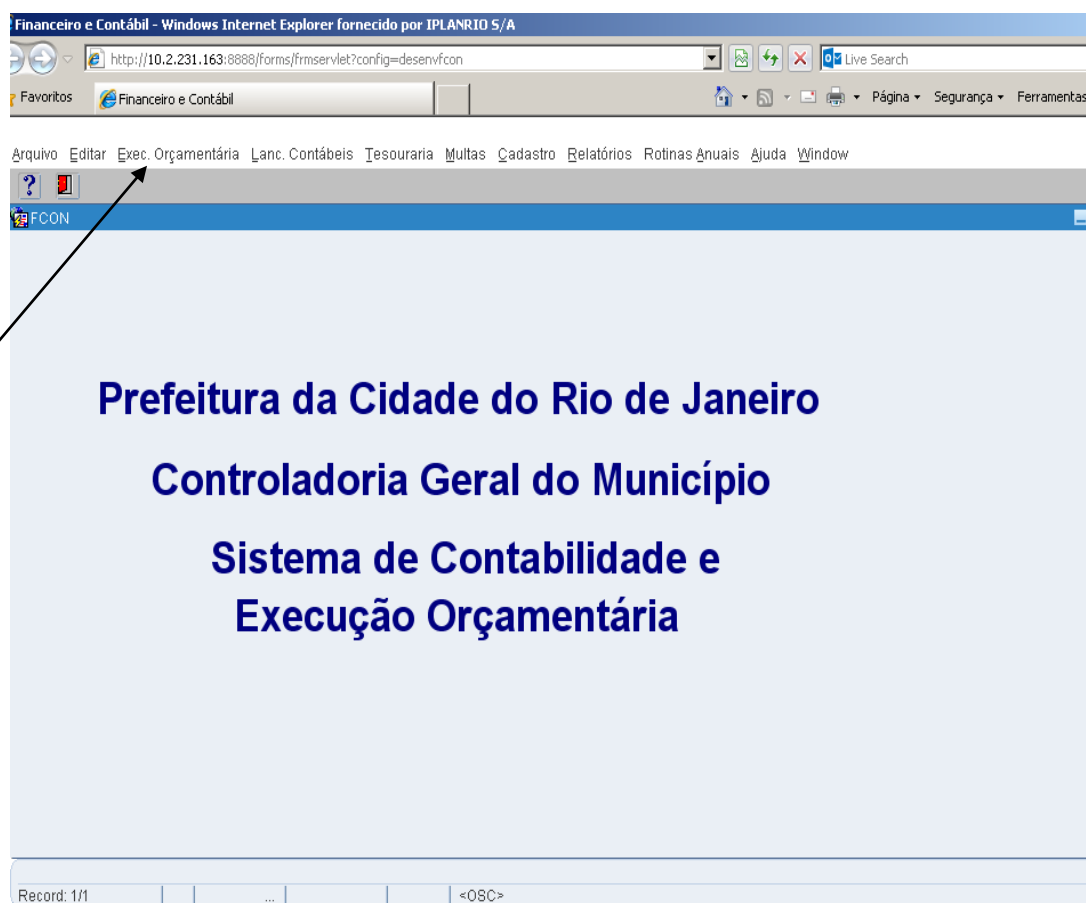 Financeiro e Contábil - Windows Internet Explorer fornecido por IPLANRIO S/A
http://10.2.231.163:8888/forms/frmservlet?config=desenvfcon
Live Search
Favoritos
Financeiro e Contábil
Página
Segurança
Ferramentas
Arquivo Editar Exec. Orçamentária Lanc. Contábeis Tesouraria Multas Cadastro Relatórios Rotinas Anuais Ajuda Window
FCON
Prefeitura da Cidade do Rio de Janeiro
Controladoria Geral do Município
Sistema de Contabilidade e
Execução Orçamentária
Record: 1/1 ... <OSC>